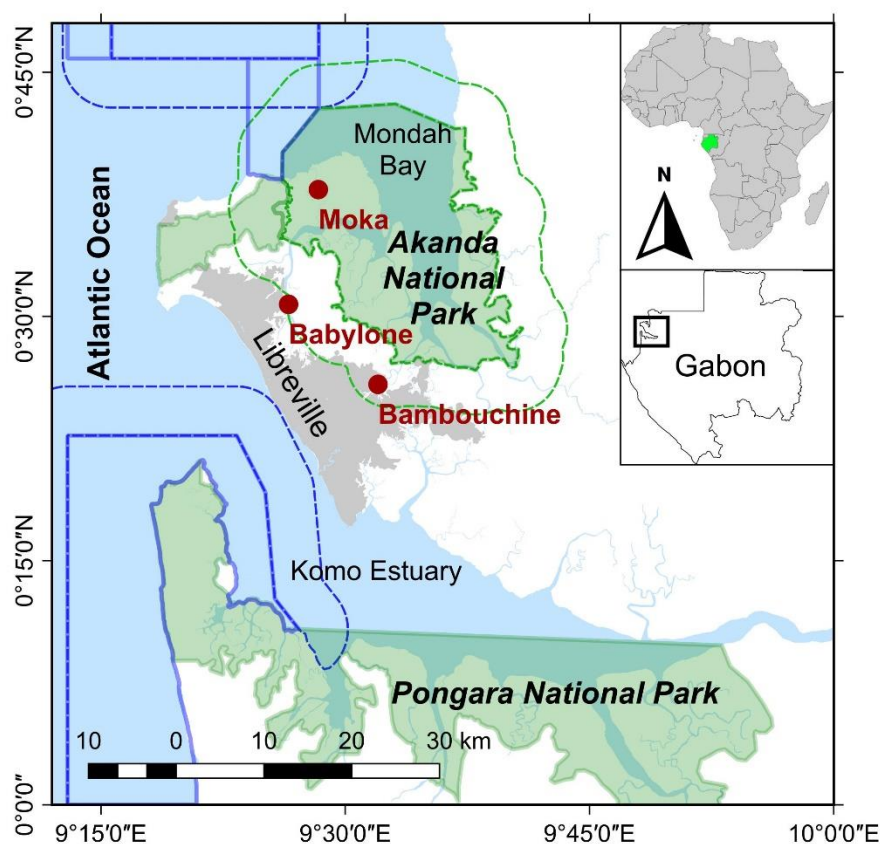 0°45′0″N
0°30′0″N
0°15′0″N
0°0′0″
Atlantic Ocean
Mondah
Bay
Moka
Akanda
National
Park
Babylone
Libreville
Bambouchine
Komo Estuary
Pongara National Park
10 0 10 20 30 km
N
Gabon
9°15′0″E 9°30′0″E 9°45′0″E 10°0′0″E